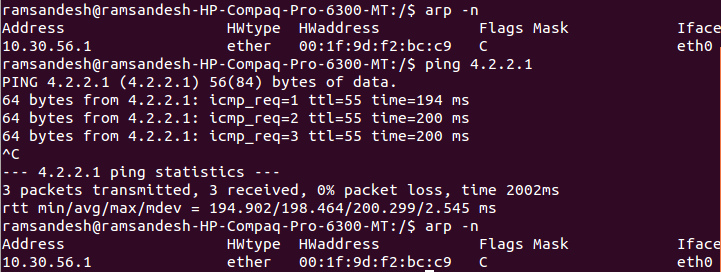 ramsandesh@ramsandesh-HP-Compaq-Pro-6300-MT:/$ arp -n
Address HWtype HWaddress Flags Mask Iface
10.30.56.1 ether 00:1f:9d:f2:bc:c9 C eth0
ramsandesh@ramsandesh-HP-Compaq-Pro-6300-MT:/$ ping 4.2.2.1
PING 4.2.2.1 (4.2.2.1) 56(84) bytes of data.
64 bytes from 4.2.2.1: icmp_req=1 ttl=55 time=194 ms
64 bytes from 4.2.2.1: icmp_req=2 ttl=55 time=200 ms
64 bytes from 4.2.2.1: icmp_req=3 ttl=55 time=200 ms
^C
--- 4.2.2.1 ping statistics ---
3 packets transmitted, 3 received, 0% packet loss, time 2002ms
rtt min/avg/max/mdev = 194.902/198.464/200.299/2.545 ms
ramsandesh@ramsandesh-HP-Compaq-Pro-6300-MT:/$ arp -n
Address HWtype HWaddress Flags Mask Iface
10.30.56.1 ether 00:1f:9d:f2:bc:c9 C eth0